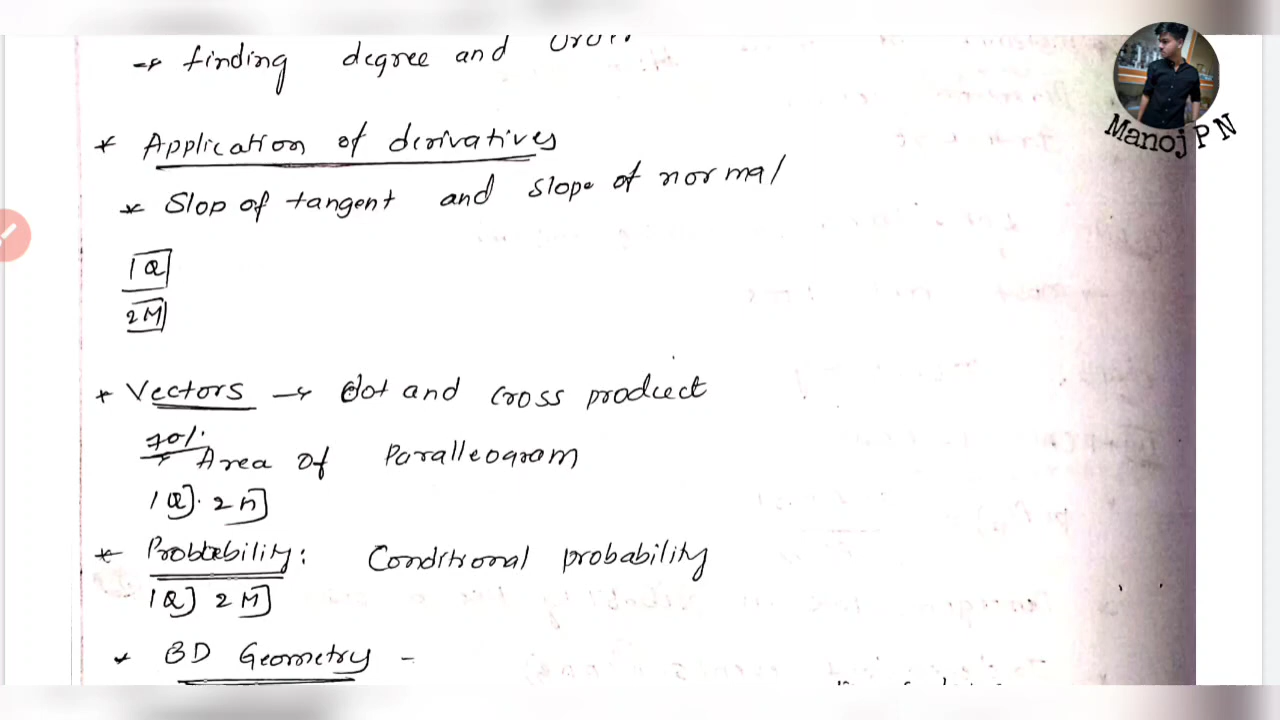 → finding degree and
* Application of derivatives
* Slop of tangent and slope of normal
1Q
2M
* Vectors → dot and cross product
70%.
→ Area of Paralleogram
1Q]. 2M]
* Probability: Conditional probability
1Q] 2M]
* 3D Geometry -
Manoj P N